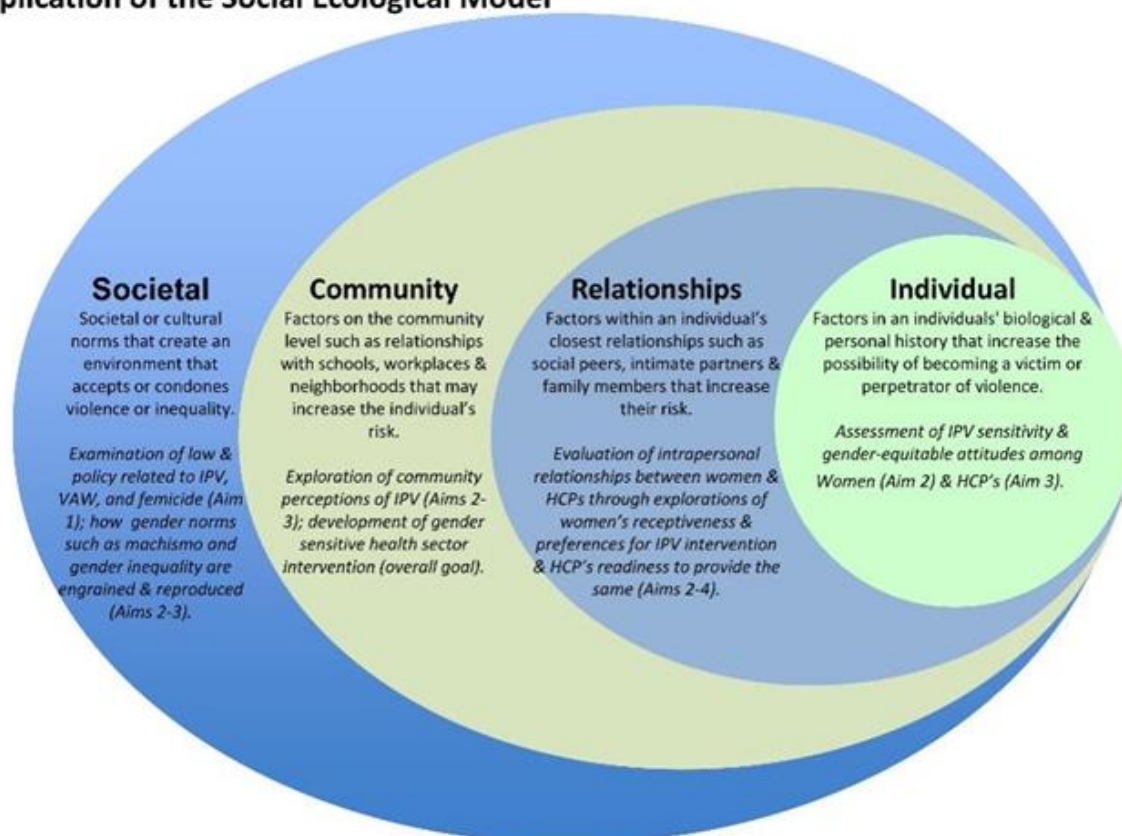 plication of the Social Ecological Model
Societal
Societal or cultural
norms that create an
environment that
accepts or condones
violence or inequality.
Examination of law &
policy related to IPV,
VAW, and femicide (Aim
1); how gender norms
such as machismo and
gender inequality are
engrained & reproduced
(Aims 2-3).
Community
Factors on the community
level such as relationships
with schools, workplaces &
neighborhoods that may
increase the individual's
risk.
Exploration of community
perceptions of IPV (Aims 2-
3); development of gender
sensitive health sector
intervention (overall goal).
Relationships
Factors within an individual's
closest relationships such as
social peers, intimate partners &
family members that increase
their risk.
Evaluation of intrapersonal
relationships between women &
HCPs through explorations of
women's receptiveness &
preferences for IPV intervention
& HCP's readiness to provide the
same (Aims 2-4).
Individual
Factors in an individuals' biological &
personal history that increase the
possibility of becoming a victim or
perpetrator of violence.
Assessment of IPV sensitivity &
gender-equitable attitudes among
Women (Aim 2) & HCP's (Aim 3).